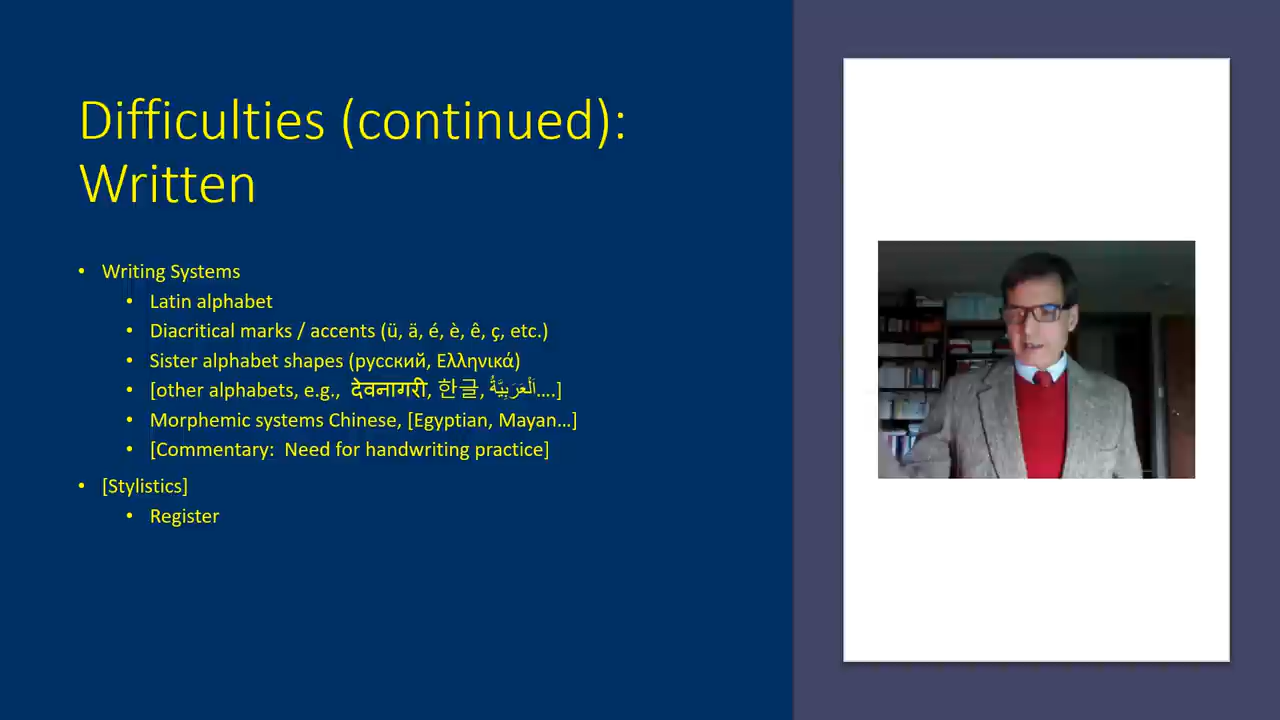 Difficulties (continued):
Written
• Writing Systems
• Latin alphabet
• Diacritical marks / accents (ü, ä, é, è, ê, ç, etc.)
• Sister alphabet shapes (русский, Ελληνικά)
• [other alphabets, e.g., देवनागरी, 한글, اَلْعَرَبِيَّةُ….]
• Morphemic systems Chinese, [Egyptian, Mayan…]
• [Commentary: Need for handwriting practice]
• [Stylistics]
• Register